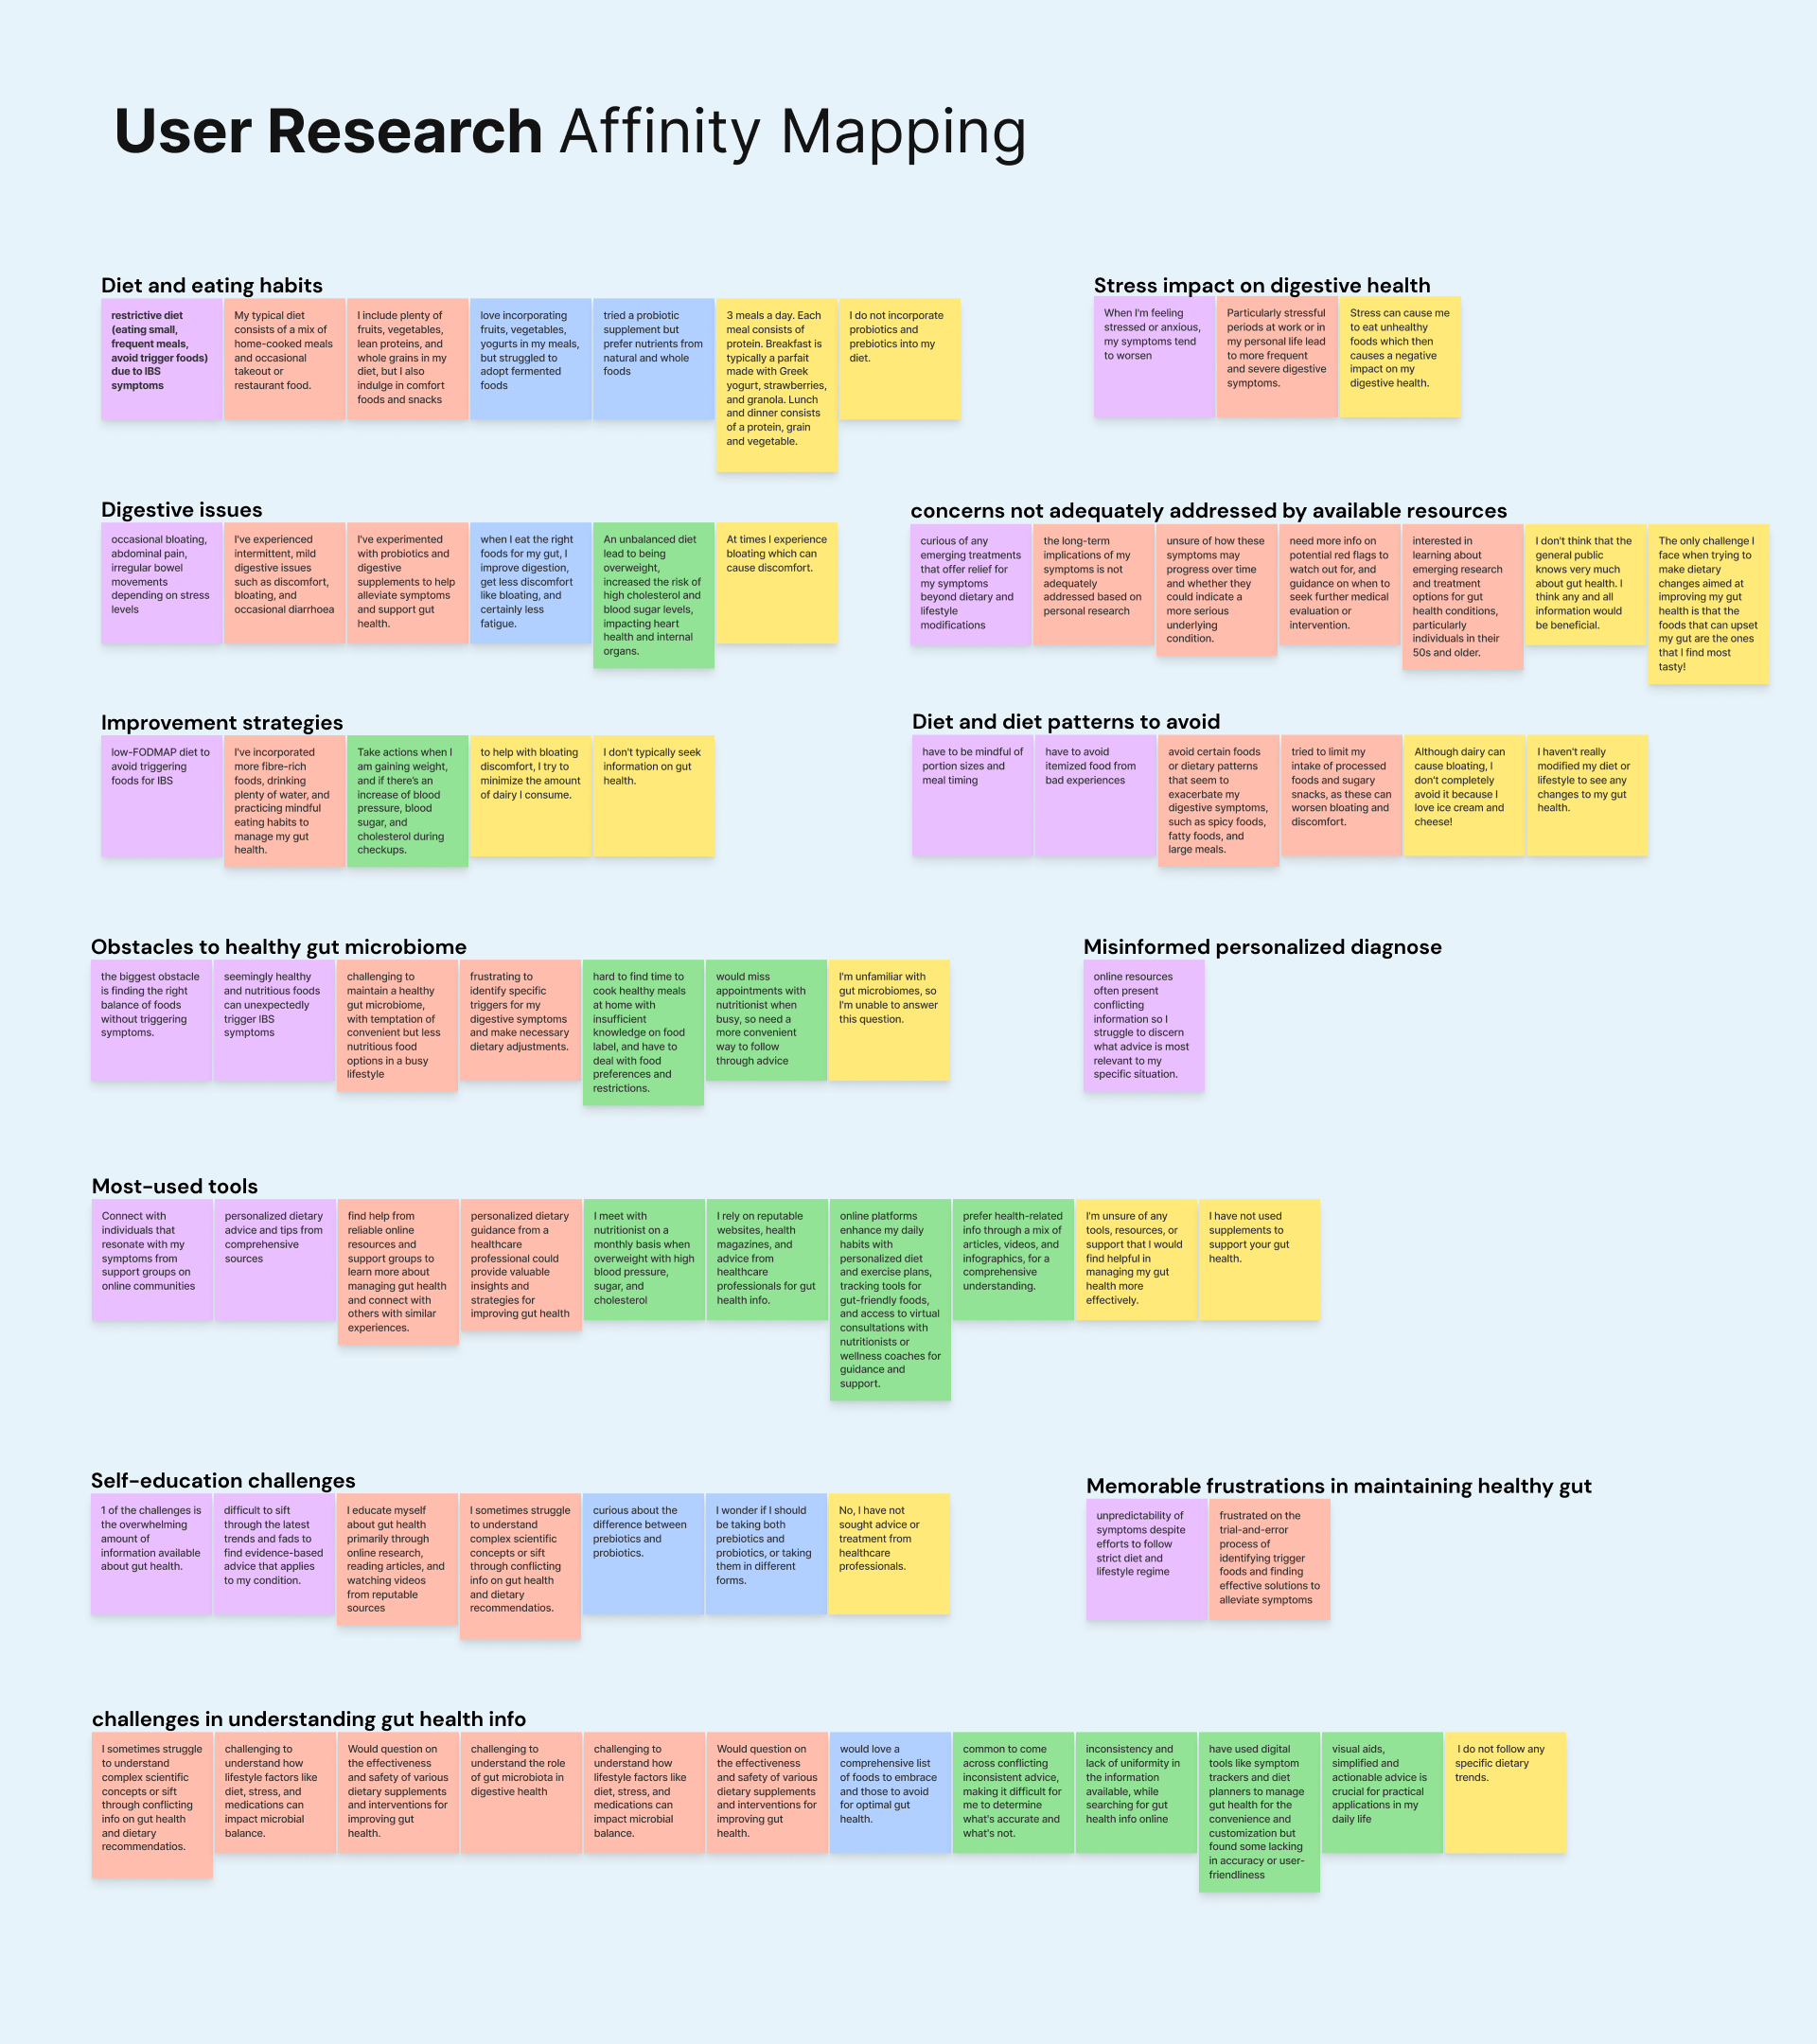 User Research Affinity Mapping
Diet and eating habits
restrictive diet
(eating small,
frequent meals,
avoid trigger foods)
due to IBS
symptoms
My typical diet
consists of a mix of
home-cooked meals
and occasional
takeout or
restaurant food.
I include plenty of
fruits, vegetables,
lean proteins, and
whole grains in my
diet, but I also
indulge in comfort
foods and snacks
love incorporating
fruits, vegetables,
yogurts in my meals,
but struggled to
adopt fermented
foods
tried a probiotic
supplement but
prefer nutrients from
natural and whole
foods
3 meals a day. Each
meal consists of
protein. Breakfast is
typically a parfait
made with Greek
yogurt, strawberries,
and granola. Lunch
and dinner consists
of a protein, grain
and vegetable.
I do not incorporate
probiotics and
prebiotics into my
diet.
Stress impact on digestive health
When I'm feeling
stressed or anxious,
my symptoms tend
to worsen
Particularly stressful
periods at work or in
my personal life lead
to more frequent
and severe digestive
symptoms.
Stress can cause me
to eat unhealthy
foods which then
causes a negative
impact on my
digestive health.
Digestive issues
occasional bloating,
abdominal pain,
irregular bowel
movements
depending on stress
levels
I've experienced
intermittent, mild
digestive issues
such as discomfort,
bloating, and
occasional diarrhoea
I've experimented
with probiotics and
digestive
supplements to help
alleviate symptoms
and support gut
health.
when I eat the right
foods for my gut, I
improve digestion,
get less discomfort
like bloating, and
certainly less
fatigue.
An unbalanced diet
lead to being
overweight,
increased the risk of
high cholesterol and
blood sugar levels,
impacting heart
health and internal
organs.
At times I experience
bloating which can
cause discomfort.
concerns not adequately addressed by available resources
curious of any
emerging treatments
that offer relief for
my symptoms
beyond dietary and
lifestyle
modifications
the long-term
implications of my
symptoms is not
adequately
addressed based on
personal research
unsure of how these
symptoms may
progress over time
and whether they
could indicate a
more serious
underlying
condition.
need more info on
potential red flags to
watch out for, and
guidance on when to
seek further medical
evaluation or
intervention.
interested in
learning about
emerging research
and treatment
options for gut
health conditions,
particularly
individuals in their
50s and older.
I don't think that the
general public
knows very much
about gut health. I
think any and all
information would
be beneficial.
The only challenge I
face when trying to
make dietary
changes aimed at
improving my gut
health is that the
foods that can upset
my gut are the ones
that I find most
tasty!
Improvement strategies
low-FODMAP diet to
avoid triggering
foods for IBS
I've incorporated
more fibre-rich
foods, drinking
plenty of water, and
practicing mindful
eating habits to
manage my gut
health.
Take actions when I
am gaining weight,
and if there's an
increase of blood
pressure, blood
sugar, and
cholesterol during
checkups.
to help with bloating
discomfort, I try to
minimize the amount
of dairy I consume.
I don't typically seek
information on gut
health.
Diet and diet patterns to avoid
have to be mindful of
portion sizes and
meal timing
have to avoid
itemized food from
bad experiences
avoid certain foods
or dietary patterns
that seem to
exacerbate my
digestive symptoms,
such as spicy foods,
fatty foods, and
large meals.
tried to limit my
intake of processed
foods and sugary
snacks, as these can
worsen bloating and
discomfort.
Although dairy can
cause bloating, I
don't completely
avoid it because I
love ice cream and
cheese!
I haven't really
modified my diet or
lifestyle to see any
changes to my gut
health.
Obstacles to healthy gut microbiome
the biggest obstacle
is finding the right
balance of foods
without triggering
symptoms.
seemingly healthy
and nutritious foods
can unexpectedly
trigger IBS
symptoms
challenging to
maintain a healthy
gut microbiome,
with temptation of
convenient but less
nutritious food
options in a busy
lifestyle
frustrating to
identify specific
triggers for my
digestive symptoms
and make necessary
dietary adjustments.
hard to find time to
cook healthy meals
at home with
insufficient
knowledge on food
label, and have to
deal with food
preferences and
restrictions.
would miss
appointments with
nutritionist when
busy, so need a
more convenient
way to follow
through advice
I'm unfamiliar with
gut microbiomes, so
I'm unable to answer
this question.
Misinformed personalized diagnose
online resources
often present
conflicting
information so I
struggle to discern
what advice is most
relevant to my
specific situation.
Most-used tools
Connect with
individuals that
resonate with my
symptoms from
support groups on
online communities
personalized dietary
advice and tips from
comprehensive
sources
find help from
reliable online
resources and
support groups to
learn more about
managing gut health
and connect with
others with similar
experiences.
personalized dietary
guidance from a
healthcare
professional could
provide valuable
insights and
strategies for
improving gut health
I meet with
nutritionist on a
monthly basis when
overweight with high
blood pressure,
sugar, and
cholesterol
I rely on reputable
websites, health
magazines, and
advice from
healthcare
professionals for gut
health info.
online platforms
enhance my daily
habits with
personalized diet
and exercise plans,
tracking tools for
gut-friendly foods,
and access to virtual
consultations with
nutritionists or
wellness coaches for
guidance and
support.
prefer health-related
info through a mix of
articles, videos, and
infographics, for a
comprehensive
understanding.
I'm unsure of any
tools, resources, or
support that I would
find helpful in
managing my gut
health more
effectively.
I have not used
supplements to
support your gut
health.
Self-education challenges
1 of the challenges is
the overwhelming
amount of
information available
about gut health.
difficult to sift
through the latest
trends and fads to
find evidence-based
advice that applies
to my condition.
I educate myself
about gut health
primarily through
online research,
reading articles, and
watching videos
from reputable
sources
I sometimes struggle
to understand
complex scientific
concepts or sift
through conflicting
info on gut health
and dietary
recommendatios.
curious about the
difference between
prebiotics and
probiotics.
I wonder if I should
be taking both
prebiotics and
probiotics, or taking
them in different
forms.
No, I have not
sought advice or
treatment from
healthcare
professionals.
Memorable frustrations in maintaining healthy gut
unpredictability of
symptoms despite
efforts to follow
strict diet and
lifestyle regime
frustrated on the
trial-and-error
process of
identifying trigger
foods and finding
effective solutions to
alleviate symptoms
challenges in understanding gut health info
I sometimes struggle
to understand
complex scientific
concepts or sift
through conflicting
info on gut health
and dietary
recommendatios.
challenging to
understand how
lifestyle factors like
diet, stress, and
medications can
impact microbial
balance.
Would question on
the effectiveness
and safety of various
dietary supplements
and interventions for
improving gut
health.
challenging to
understand the role
of gut microbiota in
digestive health
challenging to
understand how
lifestyle factors like
diet, stress, and
medications can
impact microbial
balance.
Would question on
the effectiveness
and safety of various
dietary supplements
and interventions for
improving gut
health.
would love a
comprehensive list
of foods to embrace
and those to avoid
for optimal gut
health.
common to come
across conflicting
inconsistent advice,
making it difficult for
me to determine
what's accurate and
what's not.
inconsistency and
lack of uniformity in
the information
available, while
searching for gut
health info online
have used digital
tools like symptom
trackers and diet
planners to manage
gut health for the
convenience and
customization but
found some lacking
in accuracy or user-
friendliness
visual aids,
simplified and
actionable advice is
crucial for practical
applications in my
daily life
I do not follow any
specific dietary
trends.